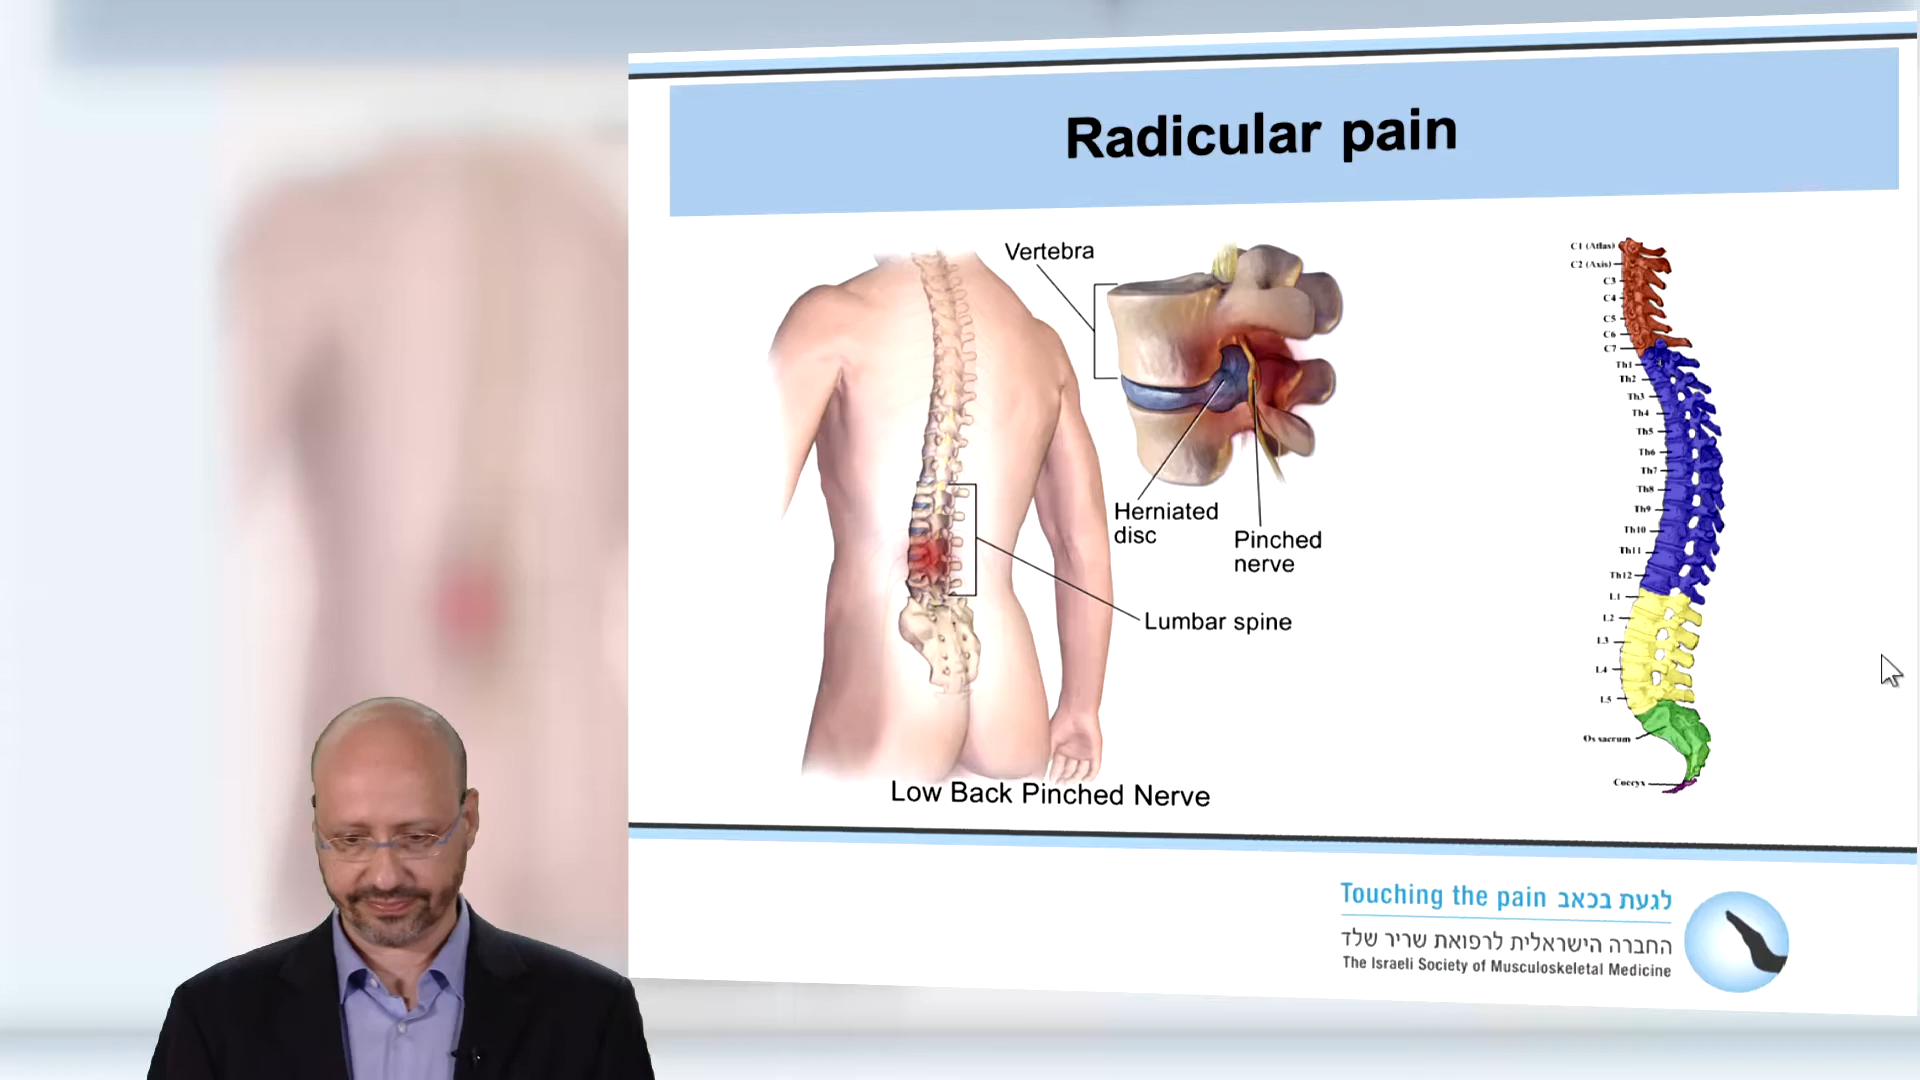 Radicular pain
Vertebra
Herniated
disc
Pinched
nerve
Lumbar spine
Low Back Pinched Nerve
C1 (Atlas)
C2 (Axis)
C3
C4
C5
C6
C7
Th1
Th2
Th3
Th4
Th5
Th6
Th7
Th8
Th9
Th10
Th11
Th12
L1
L2
L3
L4
L5
Os sacrum
Coccyx
Touching the pain לגעת בכאב
החברה הישראלית לרפואת שריר שלד
The Israeli Society of Musculoskeletal Medicine